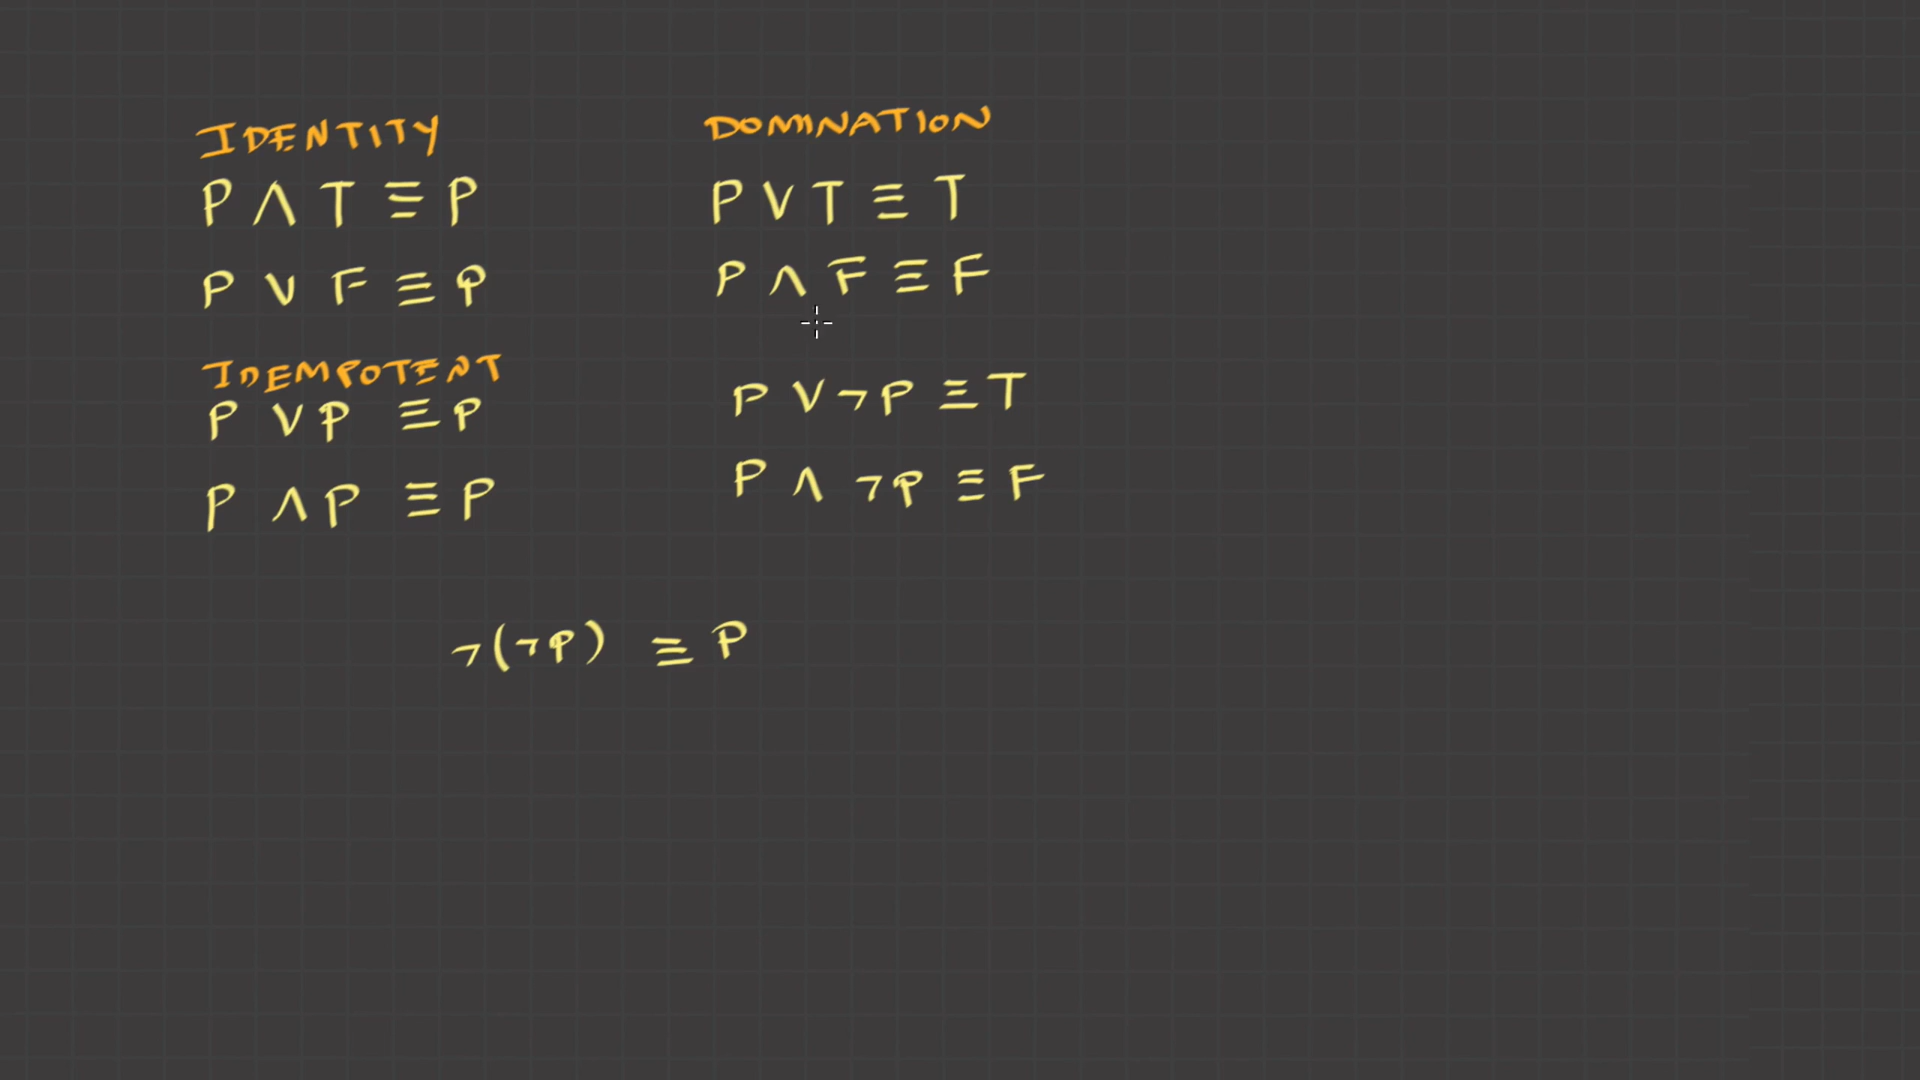 IDENTITY
P ∧ T ≡ P
P ∨ F ≡ P
IDEMPOTENT
P ∨ P ≡ P
P ∧ P ≡ P
DOMINATION
P ∨ T ≡ T
P ∧ F ≡ F
P ∨ ¬P ≡ T
P ∧ ¬P ≡ F
¬(¬P) ≡ P